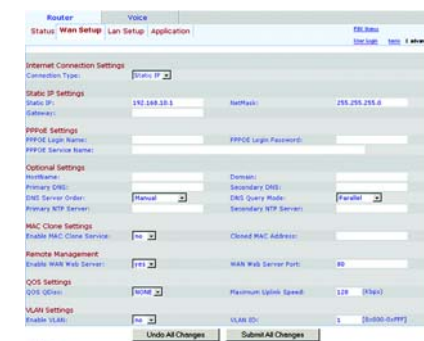 Router Voice
Status Wan Setup Lan Setup Application
User Login basic | advan
Internet Connection Settings
Connection Type: Static IP
Static IP Settings
Static IP: 192.168.10.1 NetMask: 255.255.255.0
Gateway:
PPPoE Settings
PPPOE Login Name: PPPOE Login Password:
PPPOE Service Name:
Optional Settings
HostName: Domain:
Primary DNS: Secondary DNS:
DNS Server Order: Manual DNS Query Mode: Parallel
Primary NTP Server: Secondary NTP Server:
MAC Clone Settings
Enable MAC Clone Service: no Cloned MAC Address:
Remote Management
Enable WAN Web Server: yes WAN Web Server Port: 80
QOS Settings
QOS QDisc: NONE Maximum Uplink Speed: 128 (Kbps)
VLAN Settings
Enable VLAN: no VLAN ID: 1 [0x000-0xFFF]
Undo All Changes Submit All Changes